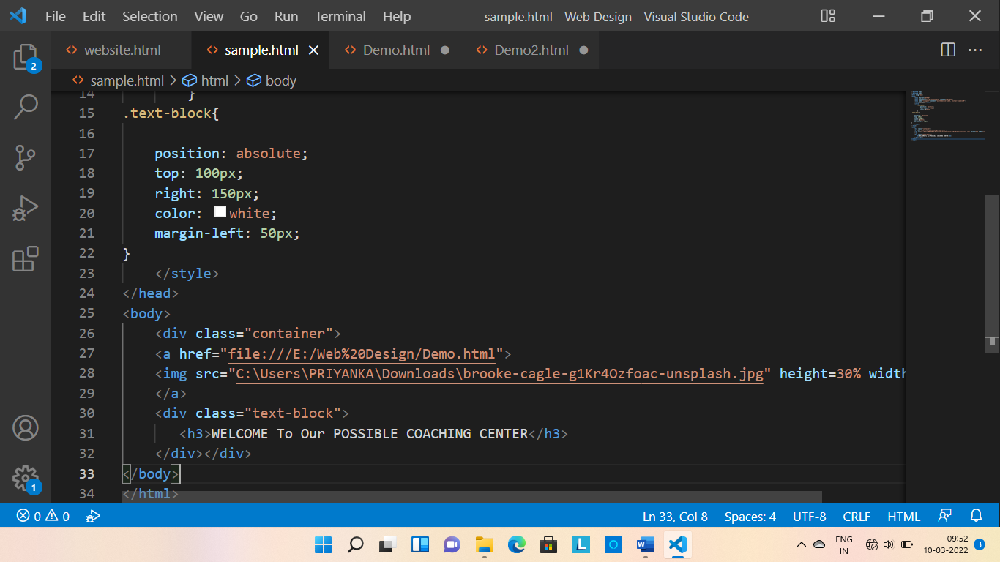 File Edit Selection View Go Run Terminal Help sample.html - Web Design - Visual Studio Code
website.html sample.html Demo.html Demo2.html
2
sample.html > html > body
14 }
15 .text-block{
16
17 position: absolute;
18 top: 100px;
19 right: 150px;
20 color: white;
21 margin-left: 50px;
22 }
23 </style>
24 </head>
25 <body>
26 <div class="container">
27 <a href="file:///E:/Web%20Design/Demo.html">
28 <img src="C:\Users\PRIYANKA\Downloads\brooke-cagle-g1Kr4Ozfoac-unsplash.jpg" height=30% width
29 </a>
30 <div class="text-block">
31 <h3>WELCOME To Our POSSIBLE COACHING CENTER</h3>
32 </div></div>
33 </body>
34 </html>
1
0 0 Ln 33, Col 8 Spaces: 4 UTF-8 CRLF HTML
ENG
IN
09:52
10-03-2022
3